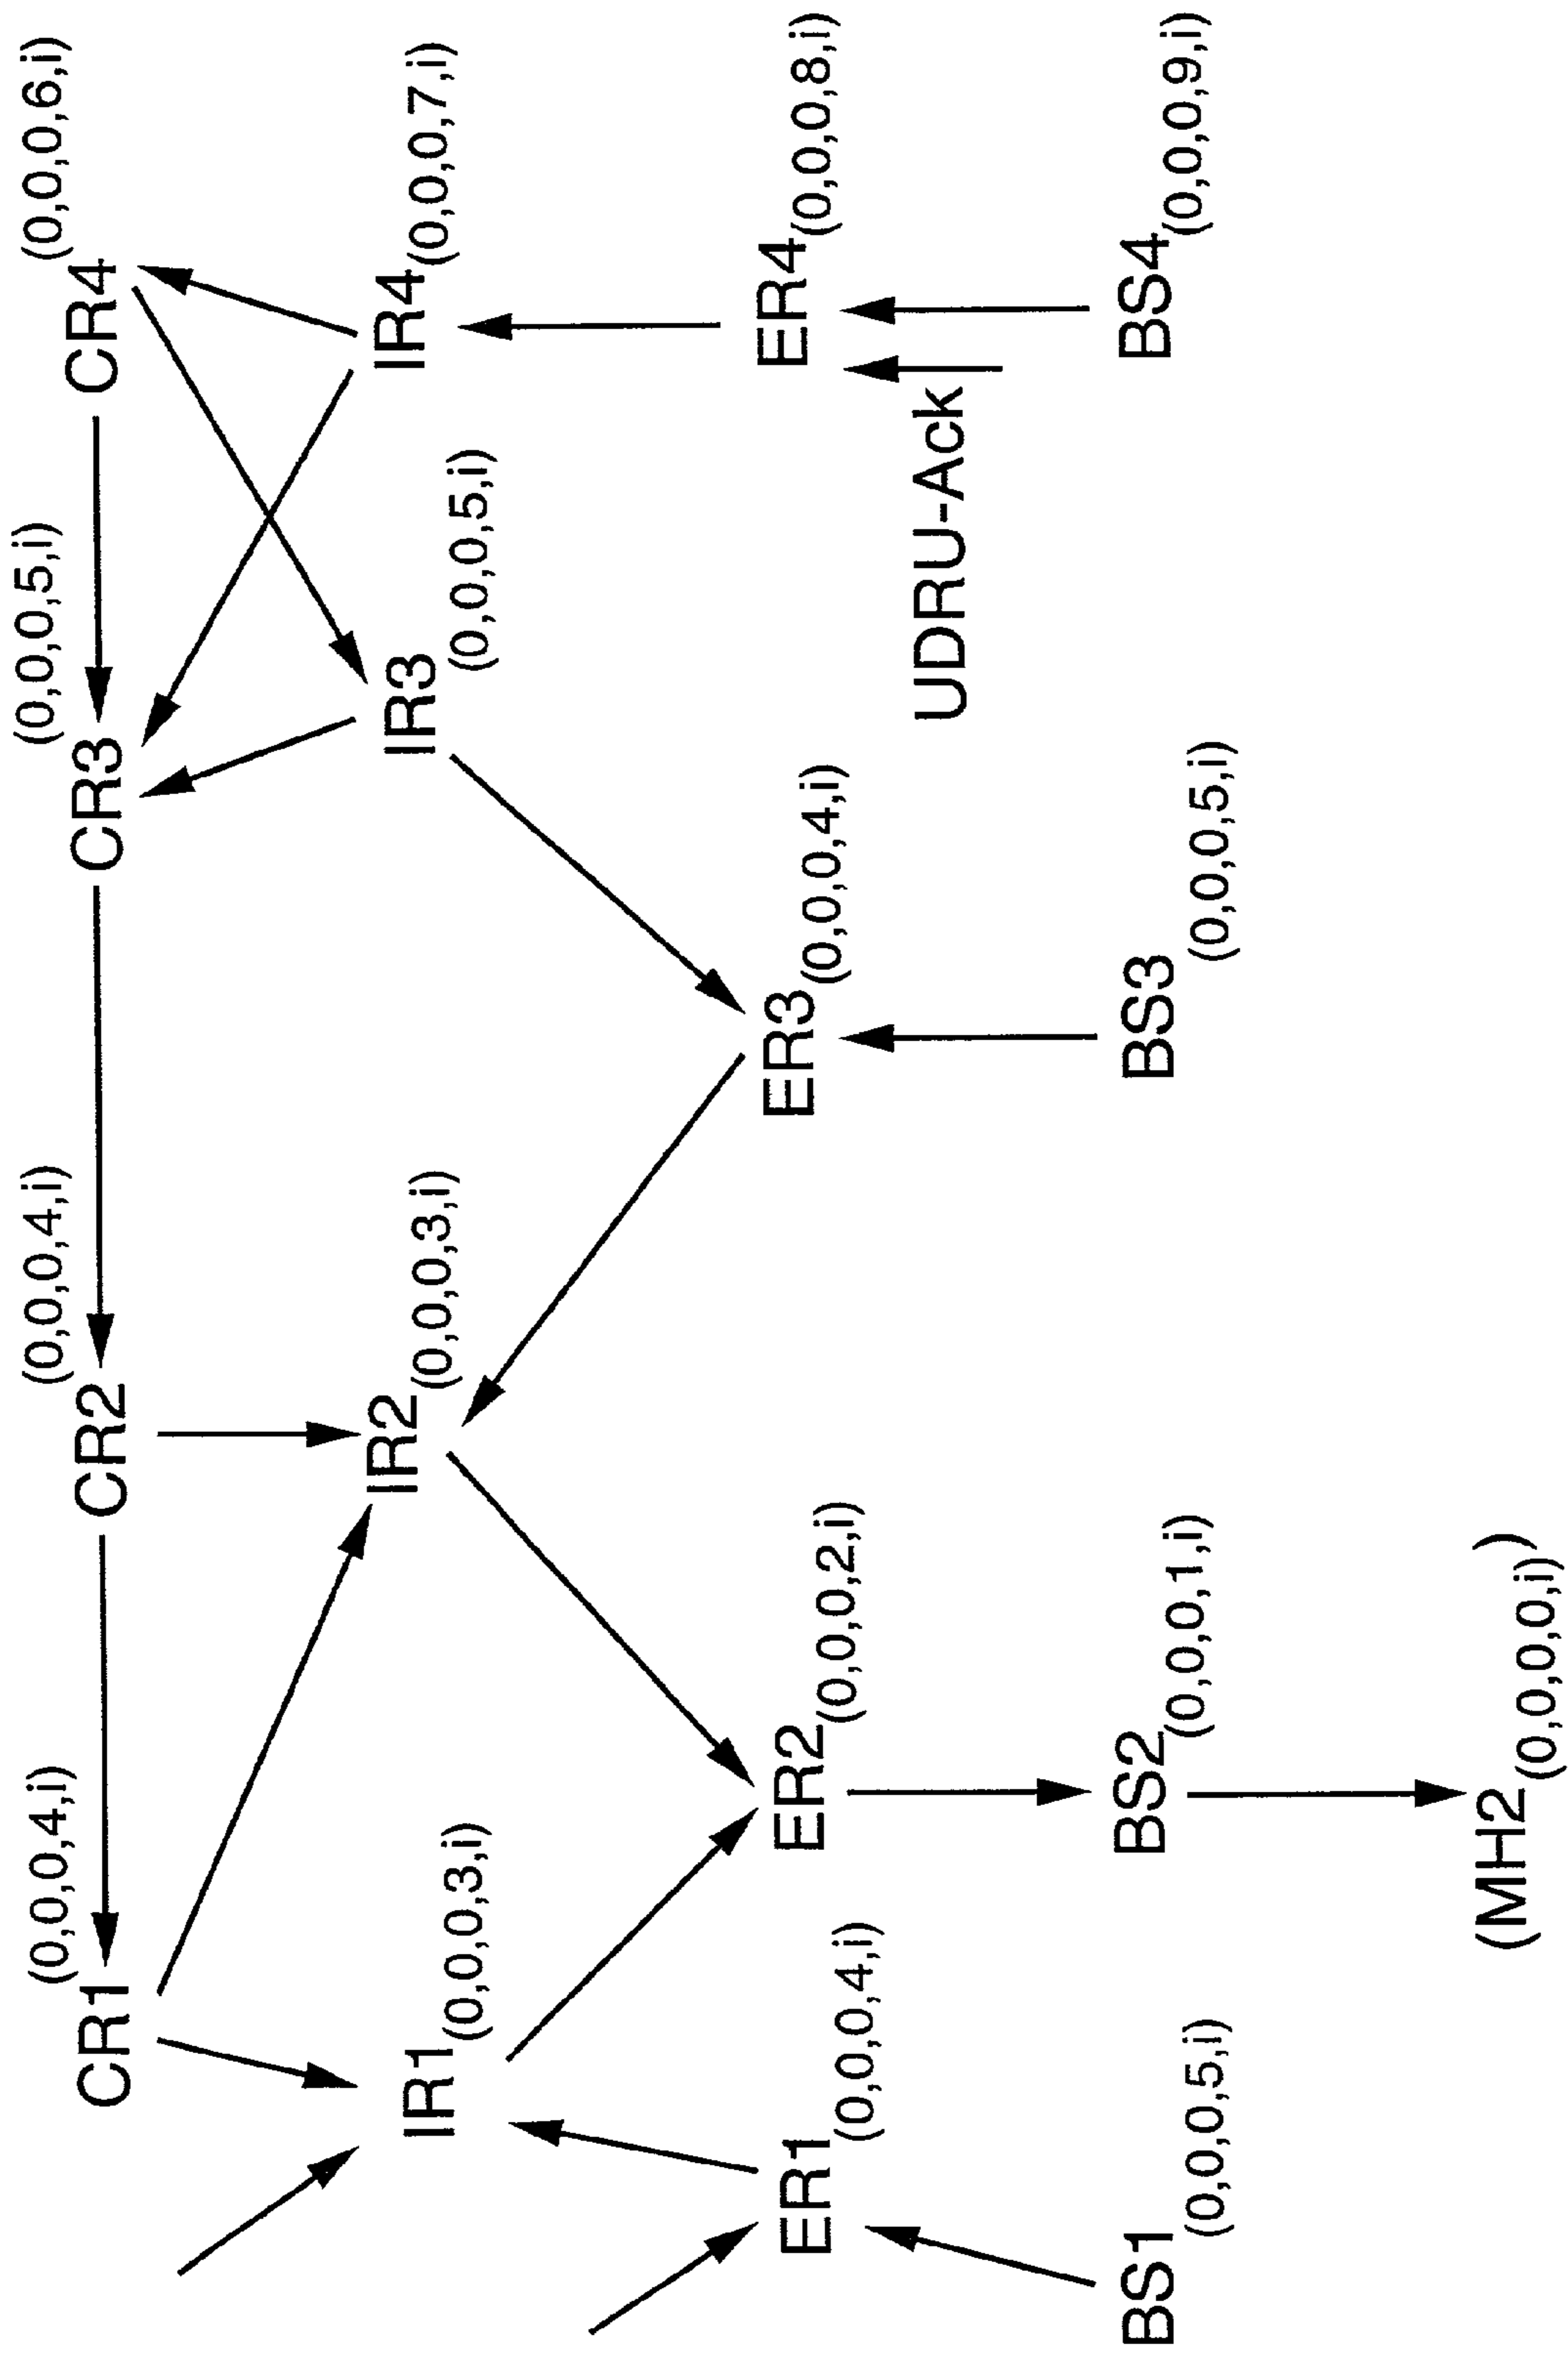 CR1 (0,0,0,4,i)
CR2 (0,0,0,4,i)
CR3 (0,0,0,5,i)
CR4 (0,0,0,6,i)
IR1 (0,0,0,3,i)
IR2 (0,0,0,3,i)
IR3 (0,0,0,5,i)
IR4 (0,0,0,7,i)
ER1 (0,0,0,4,i)
ER2 (0,0,0,2,i)
ER3 (0,0,0,4,i)
ER4 (0,0,0,8,i)
UDRU-Ack
BS1 (0,0,0,5,i)
BS2 (0,0,0,1,i)
BS3 (0,0,0,5,i)
BS4 (0,0,0,9,i)
(MH2 (0,0,0,0,i))